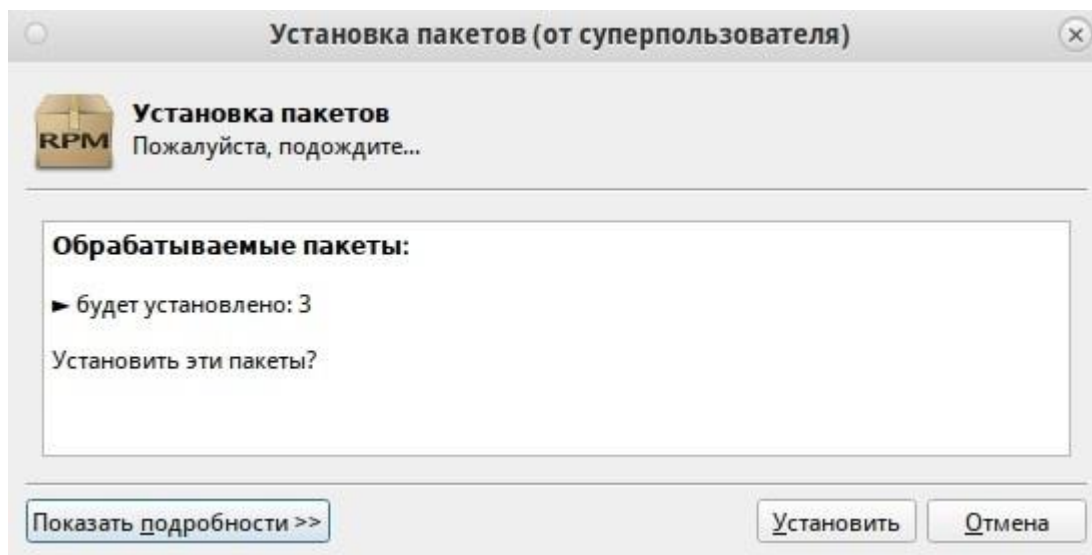 Установка пакетов (от суперпользователя)
RPM
Установка пакетов
Пожалуйста, подождите...
Обрабатываемые пакеты:
► будет установлено: 3
Установить эти пакеты?
Показать подробности >>
Установить
Отмена